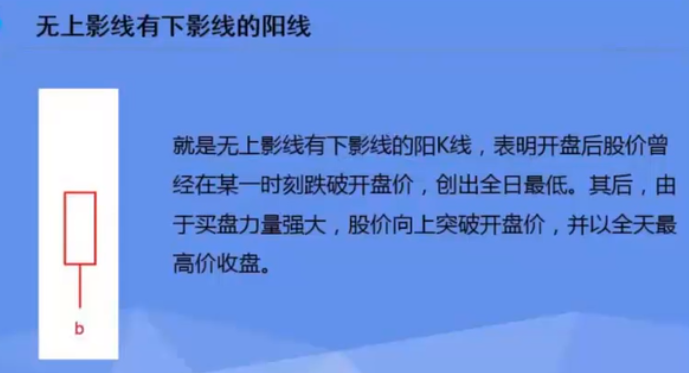 无上影线有下影线的阳线
就是无上影线有下影线的阳K线，表明开盘后股价曾
经在某一时刻跌破开盘价，创出全日最低。其后，由
于买盘力量强大，股价向上突破开盘价，并以全天最
高价收盘。
b